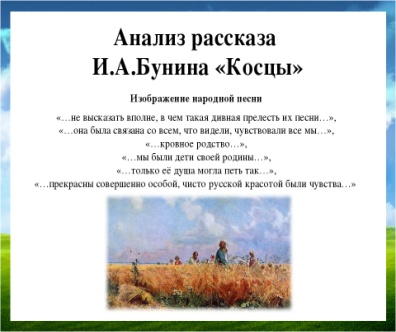 Анализ рассказа
И.А.Бунина «Косцы»
Изображение народной песни
«…не высказать вполне, в чем такая дивная прелесть их песни…»,
«…она была связана со всем, что видели, чувствовали все мы…»,
«…кровное родство…»,
«…мы были дети своей родины…»,
«…только её душа могла петь так…»,
«…прекрасны совершенно особой, чисто русской красотой были чувства…»